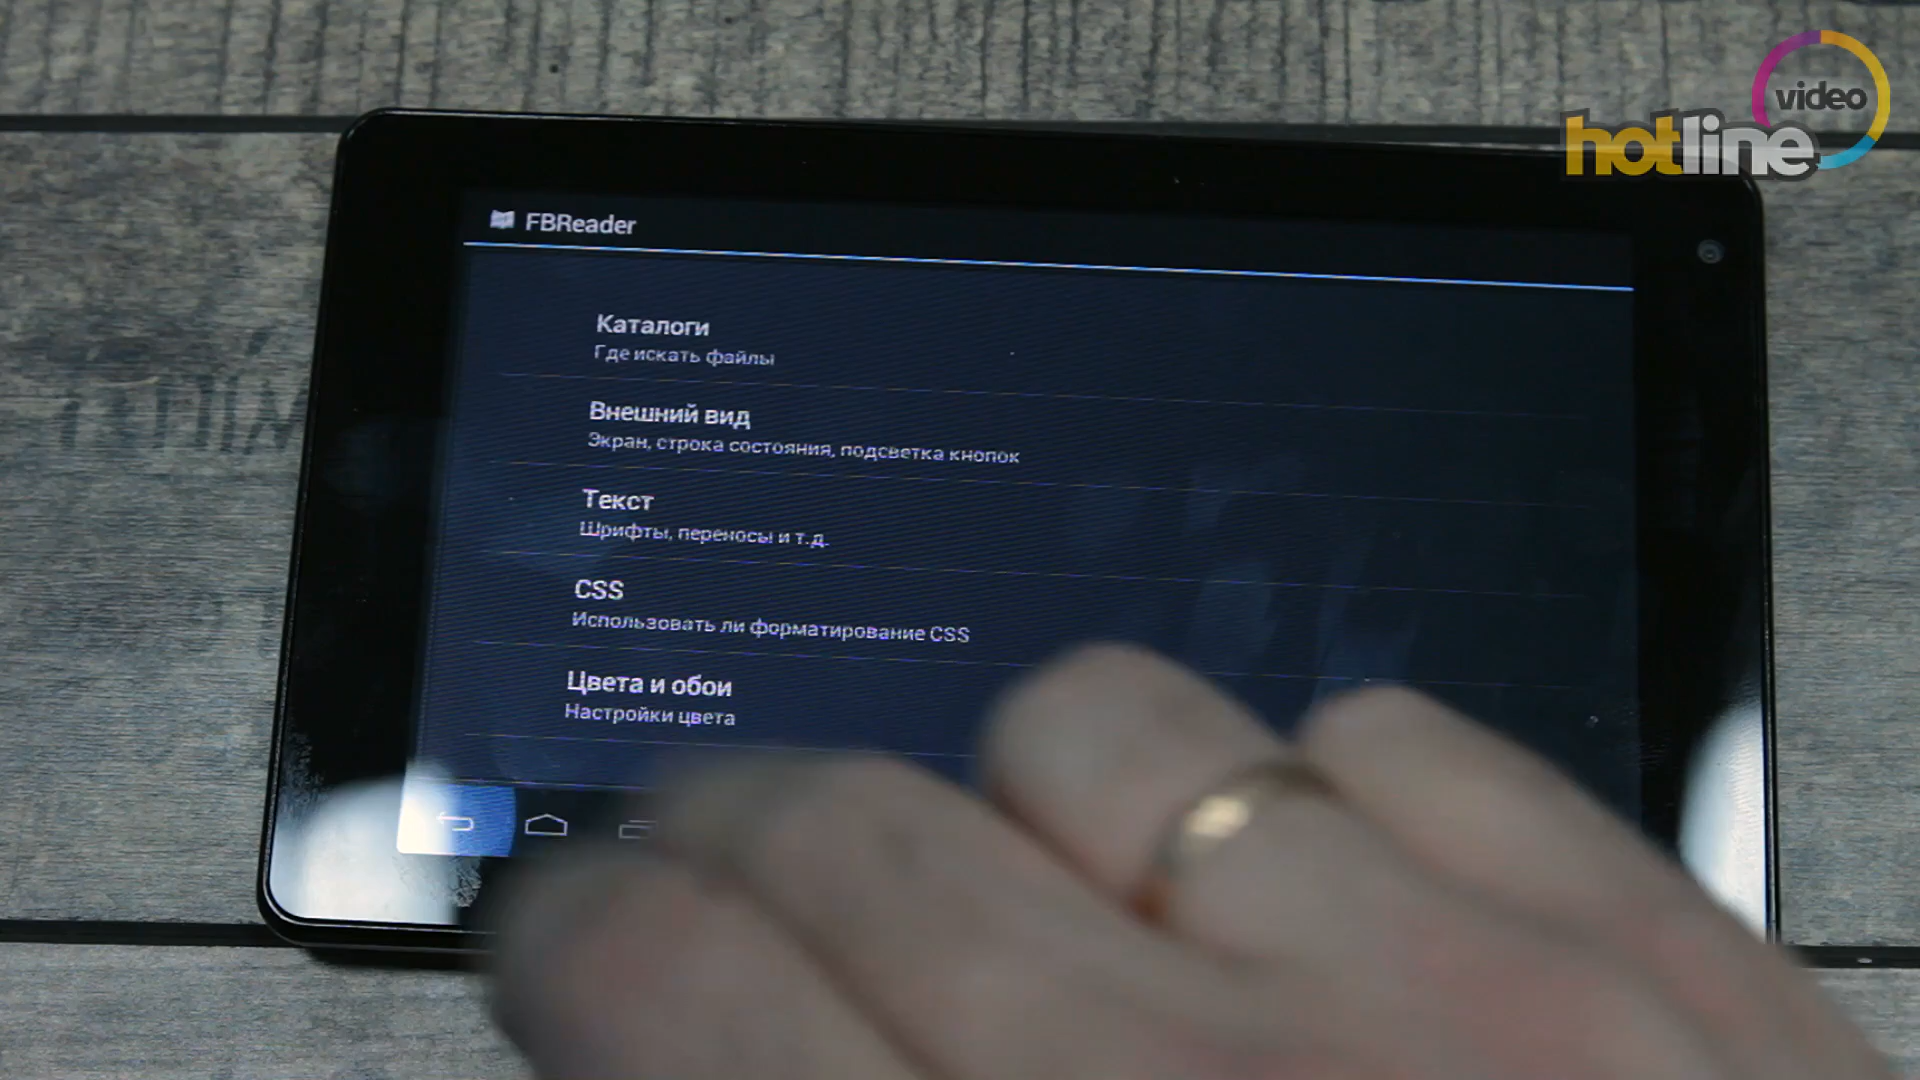 video
hotline
FBReader
Каталоги
Где искать файлы
Внешний вид
Экран, строка состояния, подсветка кнопок
Текст
Шрифты, переносы и т.д.
CSS
Использовать ли форматирование CSS
Цвета и обои
Настройки цвета